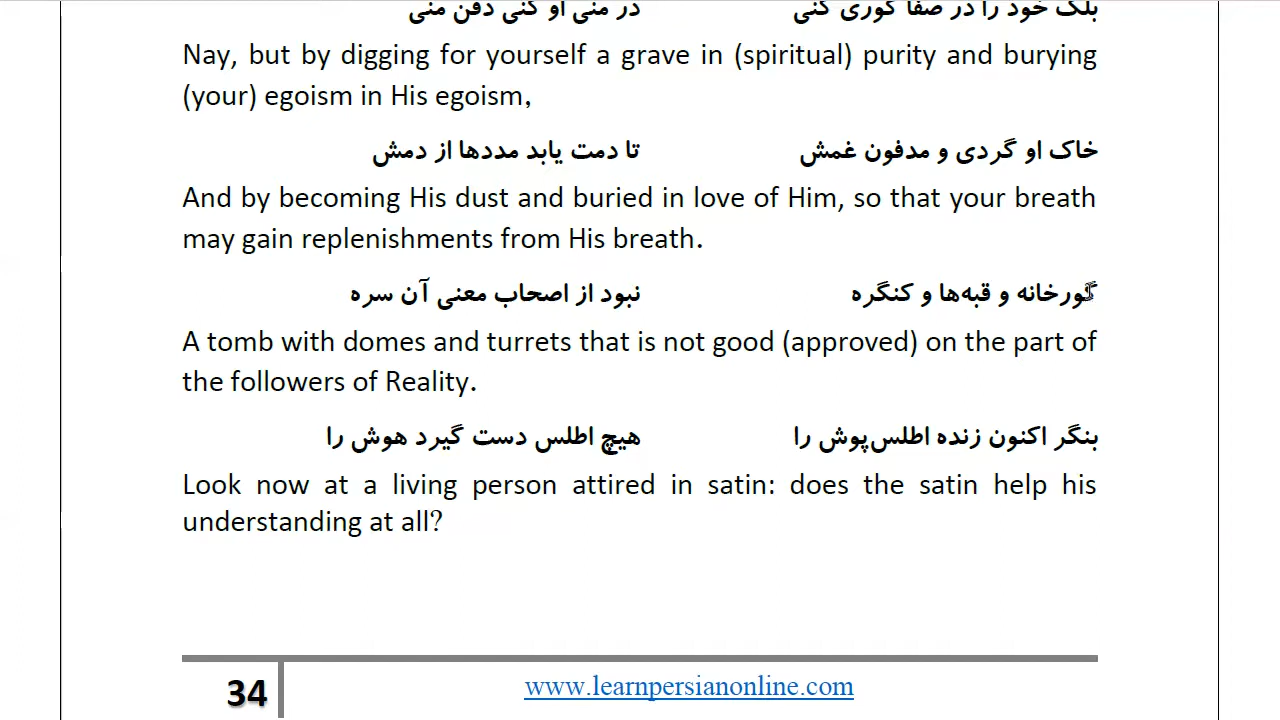 بلک خود را در صفا گوری کنی در منی او کنی دفن منی
Nay, but by digging for yourself a grave in (spiritual) purity and burying
(your) egoism in His egoism,
خاک او گردی و مدفون غمش تا دمت یابد مددها از دمش
And by becoming His dust and buried in love of Him, so that your breath
may gain replenishments from His breath.
گورخانه و قبه‌ها و کنگره نبود از اصحاب معنی آن سره
A tomb with domes and turrets that is not good (approved) on the part of
the followers of Reality.
بنگر اکنون زنده اطلس‌پوش را هیچ اطلس دست گیرد هوش را
Look now at a living person attired in satin: does the satin help his
understanding at all?
34 www.learnpersianonline.com